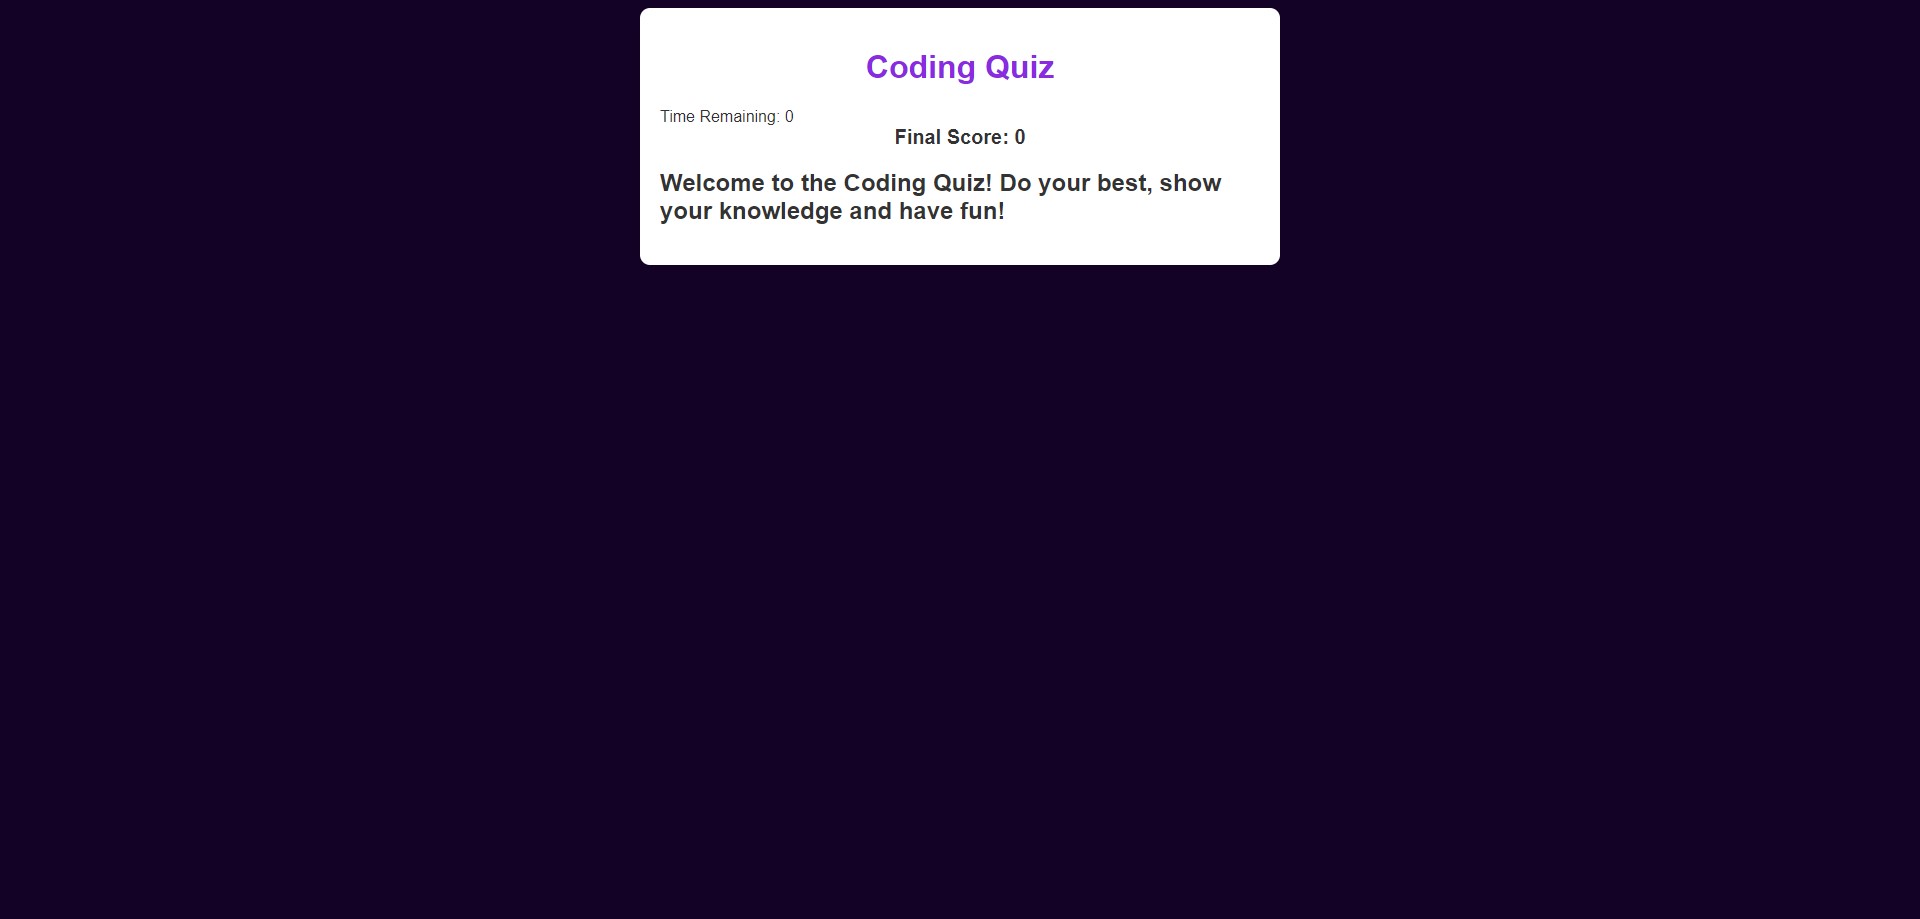 Coding Quiz
Time Remaining: 0
Final Score: 0
Welcome to the Coding Quiz! Do your best, show
your knowledge and have fun!